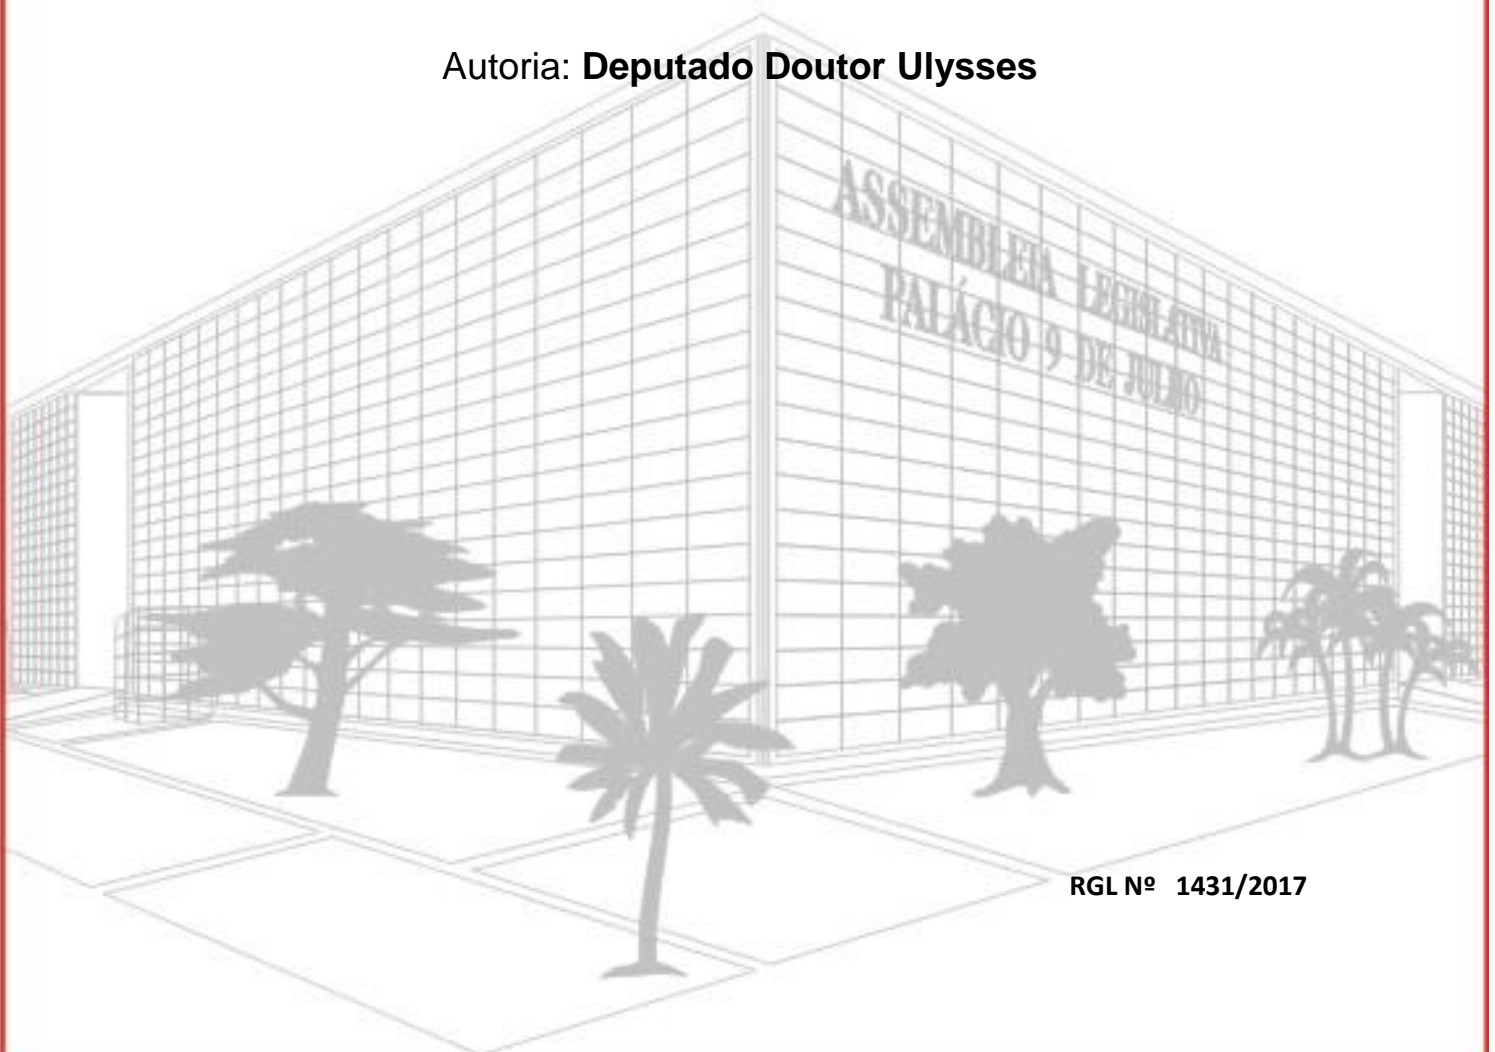 Autoria: Deputado Doutor Ulysses
ASSEMBLEIA LEGISLATIVA
PALÁCIO 9 DE JULHO
RGL Nº 1431/2017